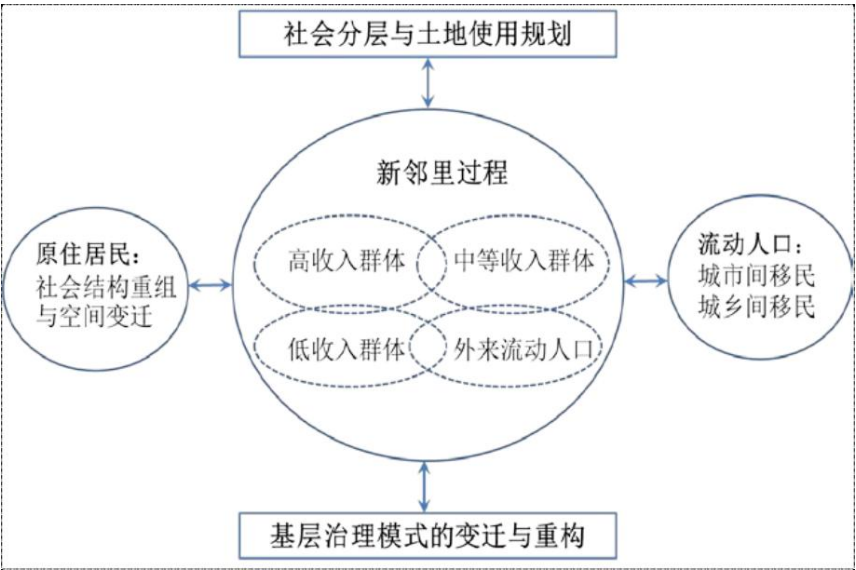 社会分层与土地使用规划
新邻里过程
高收入群体
中等收入群体
低收入群体
外来流动人口
原住居民：
社会结构重组
与空间变迁
流动人口：
城市间移民
城乡间移民
基层治理模式的变迁与重构